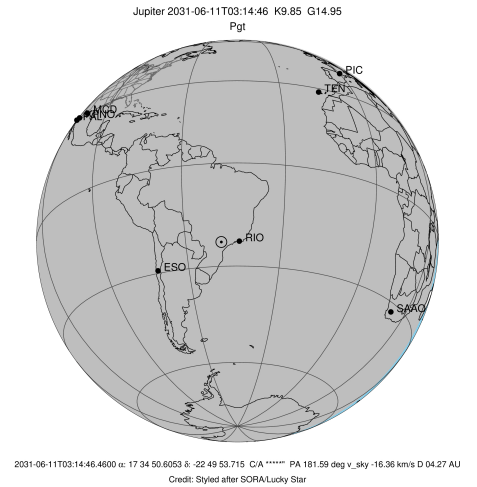 Jupiter 2031-06-11T03:14:46 K9.85 G14.95
Pgt
PIC
TEN
MCD
RIO
ESO
SAAO
2031-06-11T03:14:46.4600 α: 17 34 50.6053 δ: -22 49 53.715 C/A *****" PA 181.59 deg v_sky -16.36 km/s D 04.27 AU
Credit: Styled after SORA/Lucky Star